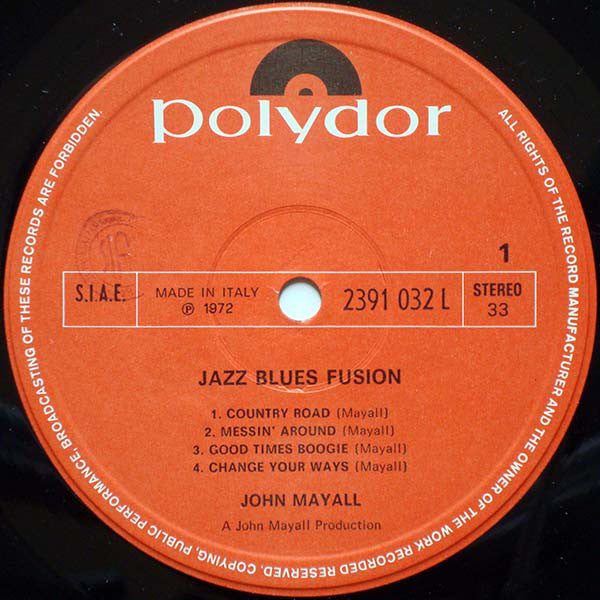 polydor
1
S.I.A.E.
MADE IN ITALY
℗ 1972
2391 032 L
STEREO
33
JAZZ BLUES FUSION
1. COUNTRY ROAD (Mayall)
2. MESSIN' AROUND (Mayall)
3. GOOD TIMES BOOGIE (Mayall)
4. CHANGE YOUR WAYS (Mayall)
JOHN MAYALL
A John Mayall Production
ALL RIGHTS OF THE RECORD MANUFACTURER AND THE OWNER OF THE WORK RECORDED RESERVED. COPYING, PUBLIC PERFORMANCE, BROADCASTING OF THESE RECORDS ARE FORBIDDEN.